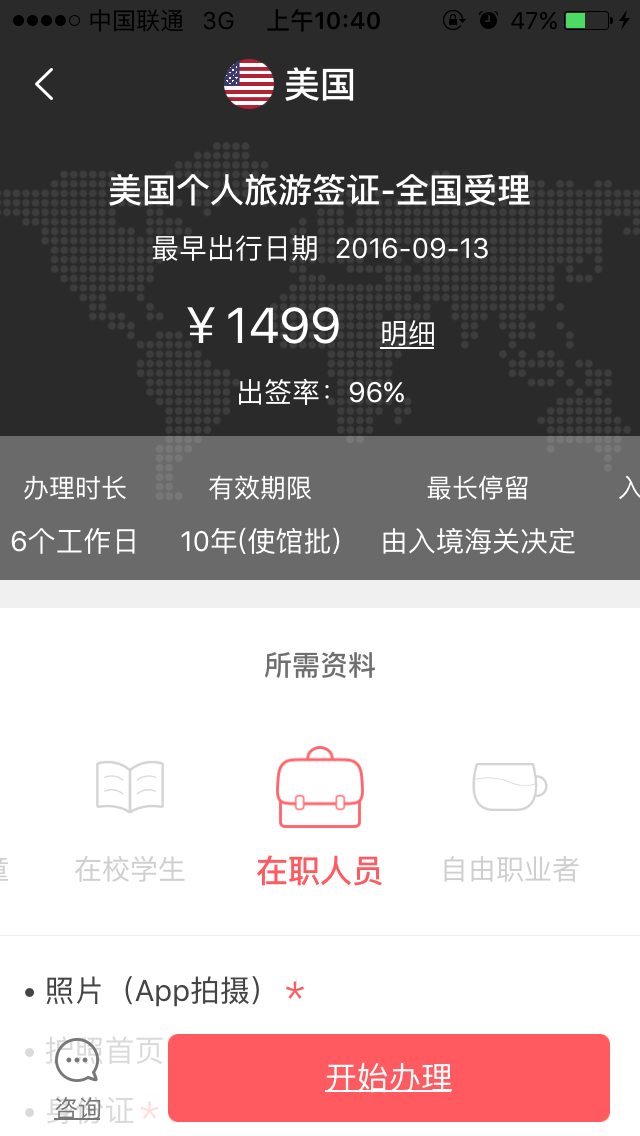 中国联通 3G 上午10:40 47%
美国
美国个人旅游签证-全国受理
最早出行日期 2016-09-13
￥1499 明细
出签率：96%
办理时长 有效期限 最长停留 入
6个工作日 10年(使馆批) 由入境海关决定
所需资料
在校学生 在职人员 自由职业者
• 照片（App拍摄） *
• 护照首页
• 身份证 *
咨询
开始办理